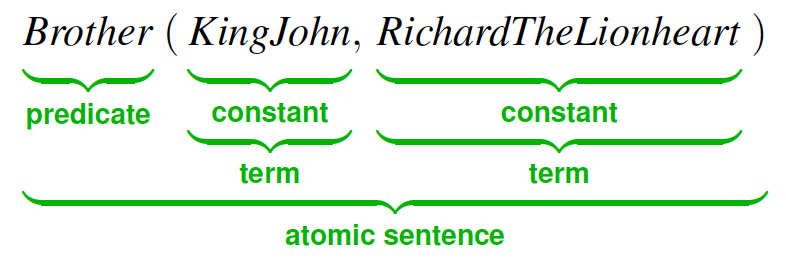 Brother ( KingJohn, RichardTheLionheart )
predicate constant constant
term term
atomic sentence